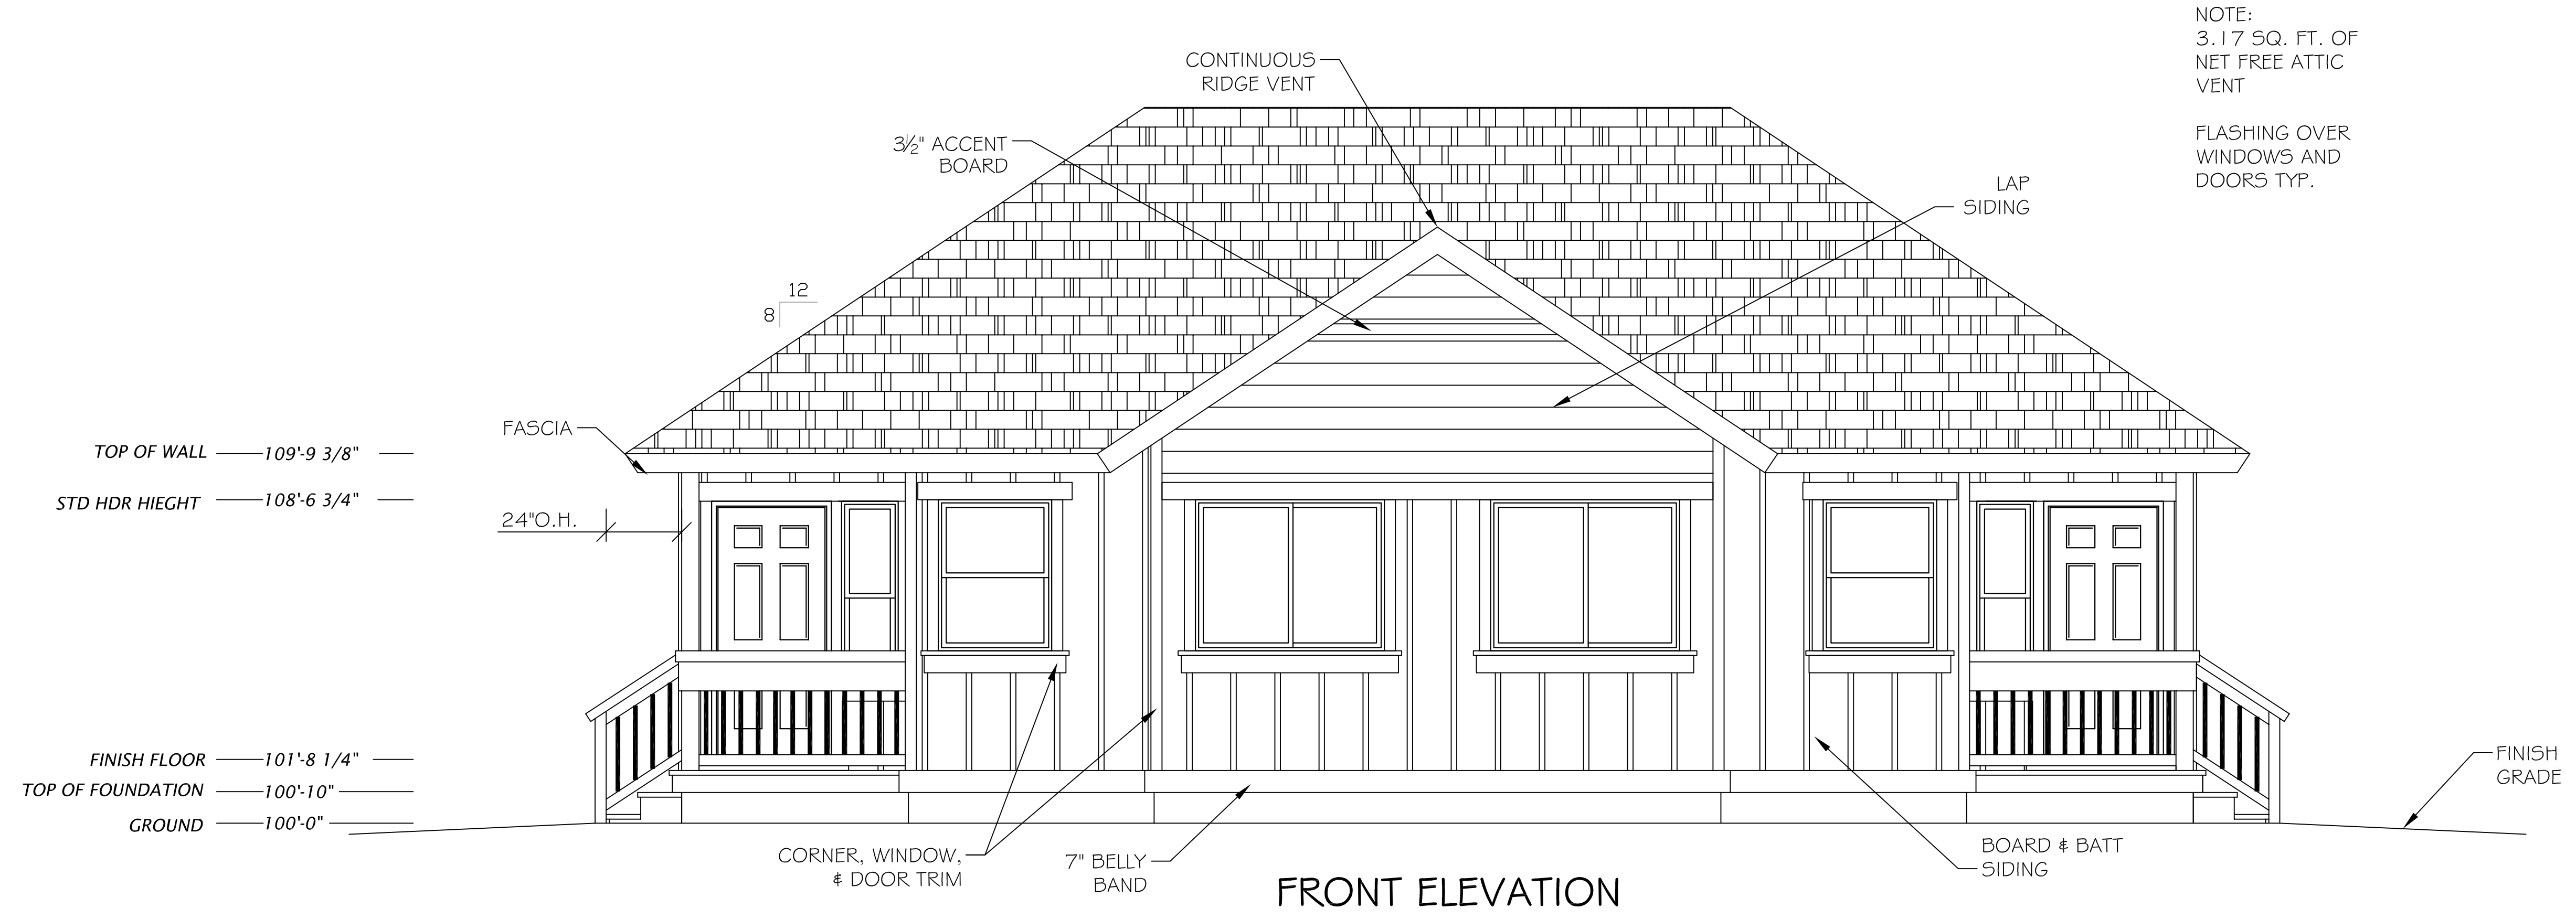 NOTE:
3.17 SQ. FT. OF
NET FREE ATTIC
VENT
FLASHING OVER
WINDOWS AND
DOORS TYP.
CONTINUOUS
RIDGE VENT
3½" ACCENT
BOARD
LAP
SIDING
12
8
FASCIA
TOP OF WALL 109'-9 3/8"
STD HDR HIEGHT 108'-6 3/4"
24"O.H.
FINISH FLOOR 101'-8 1/4"
TOP OF FOUNDATION 100'-10"
GROUND 100'-0"
FINISH
GRADE
CORNER, WINDOW,
& DOOR TRIM
7" BELLY
BAND
BOARD & BATT
SIDING
FRONT ELEVATION